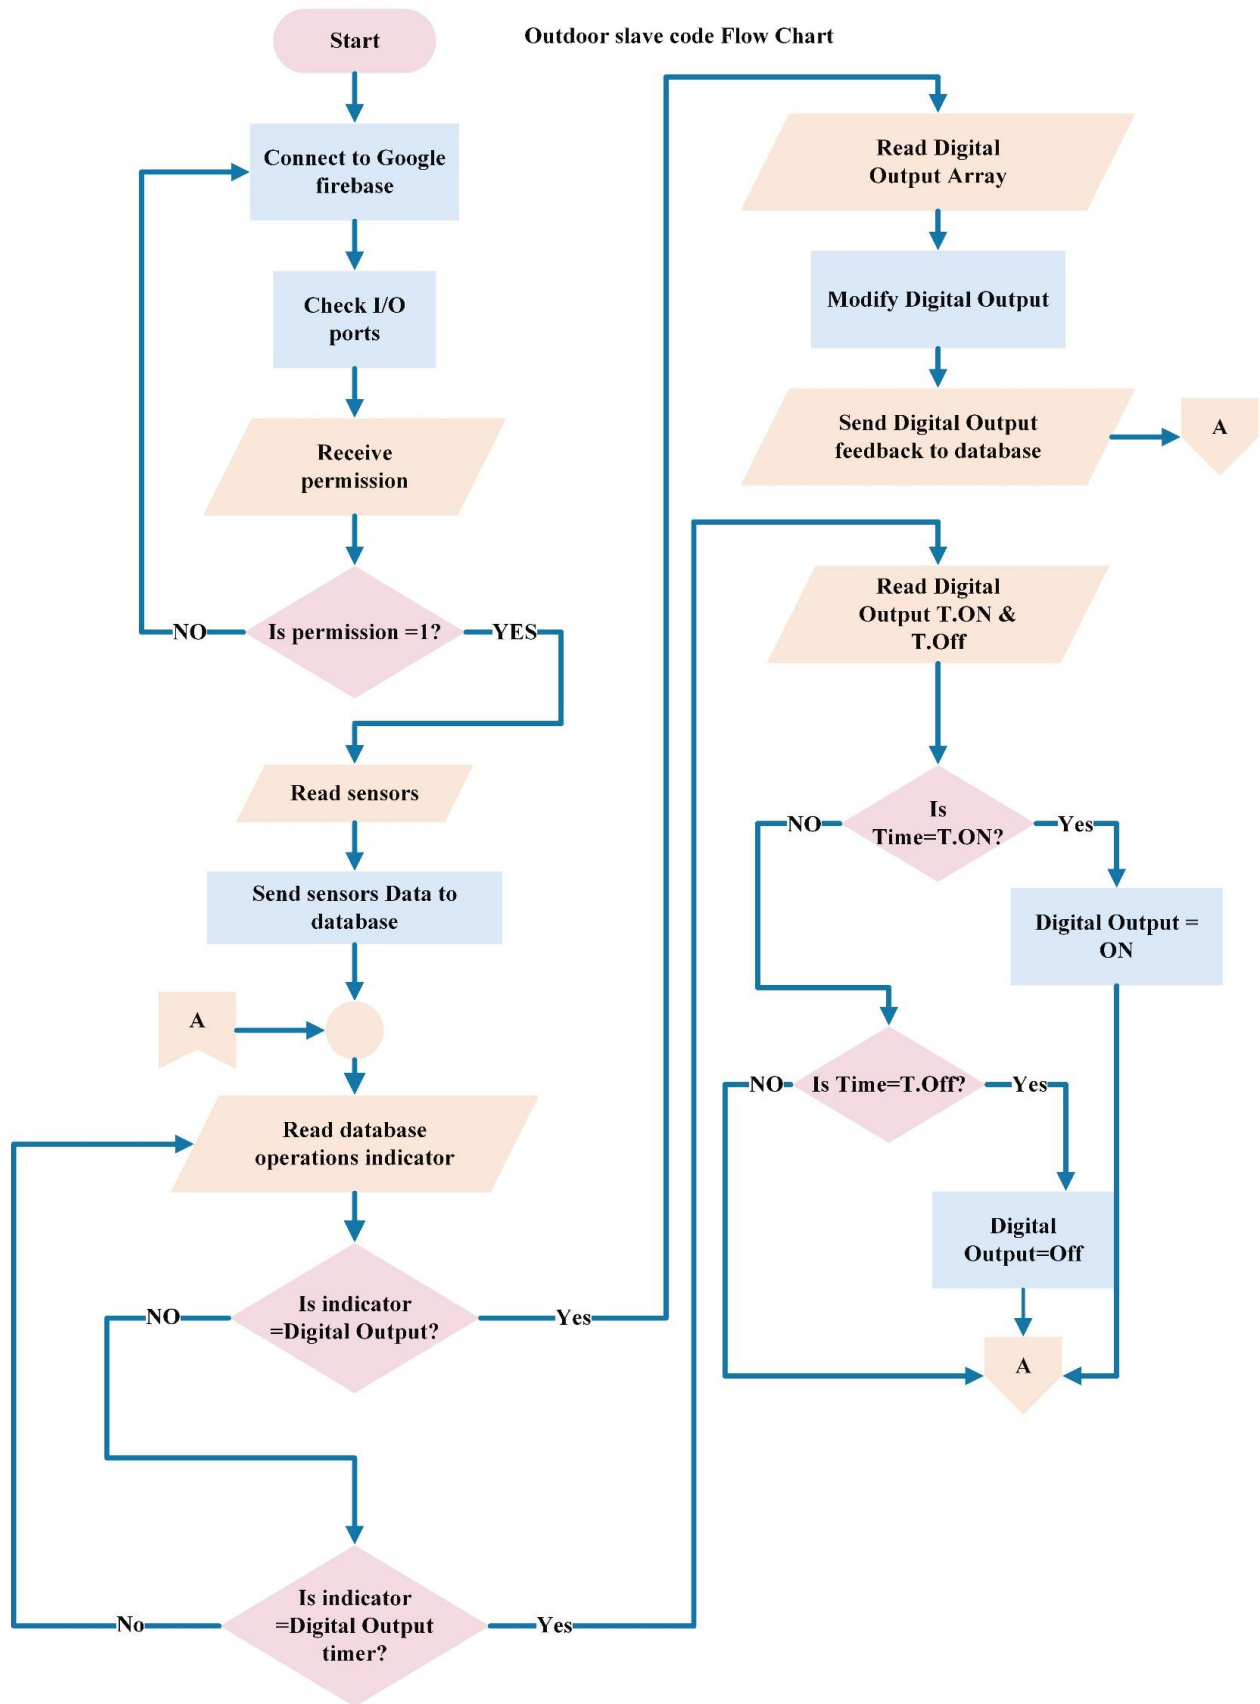 Outdoor slave code Flow Chart
Start
Connect to Google
firebase
Check I/O
ports
Receive
permission
Is permission =1?
NO
YES
Read sensors
Send sensors Data to
database
A
Read database
operations indicator
Is indicator
=Digital Output?
NO
Yes
Is indicator
=Digital Output
timer?
No
Yes
Read Digital
Output Array
Modify Digital Output
Send Digital Output
feedback to database
A
Read Digital
Output T.ON &
T.Off
Is
Time=T.ON?
NO
Yes
Digital Output =
ON
Is Time=T.Off?
NO
Yes
Digital
Output=Off
A